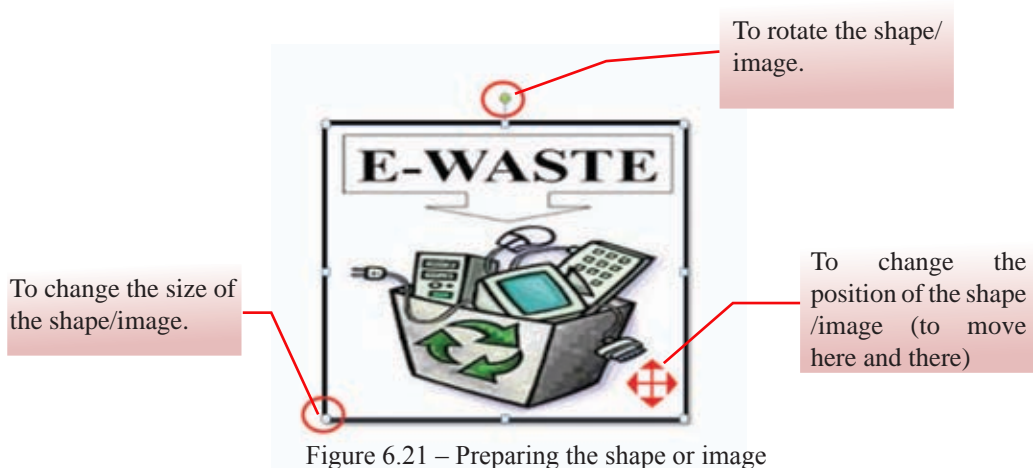 To rotate the shape/
image.
E-WASTE
To change the size of
the shape/image.
To change the
position of the shape
/image (to move
here and there)
Figure 6.21 – Preparing the shape or image